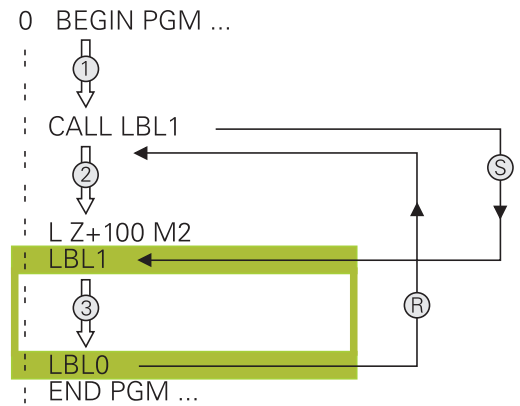 0 BEGIN PGM ...
1
CALL LBL1
S
2
L Z+100 M2
LBL1
3
R
LBL0
END PGM ...